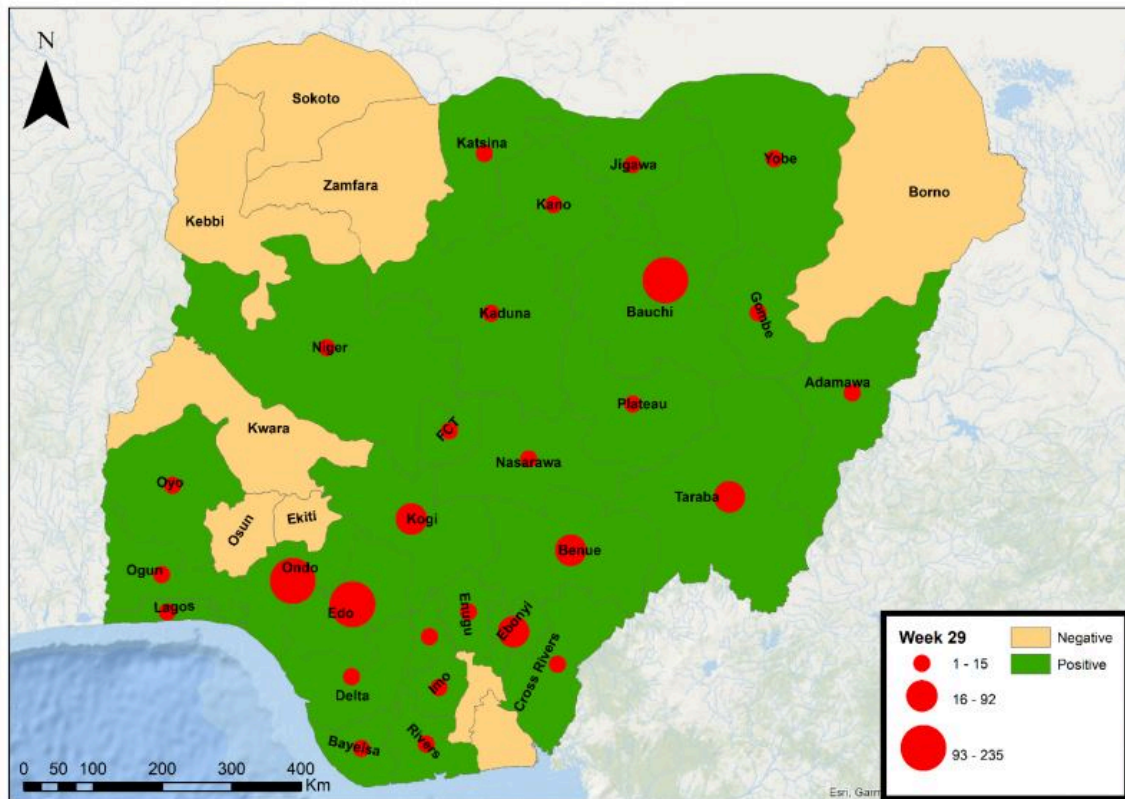 N
Sokoto
Katsina
Jigawa
Yobe
Zamfara
Borno
Kano
Kebbi
Bauchi
Gombe
Kaduna
Niger
Adamawa
Plateau
FCT
Kwara
Nasarawa
Oyo
Taraba
Kogi
Osun
Ekiti
Benue
Ondo
Ogun
Lagos
Edo
Enugu
Ebonyi
Cross Rivers
Imo
Delta
Bayelsa
Rivers
Week 29
1 - 15
16 - 92
93 - 235
Negative
Positive
0 50 100 200 300 400
Km
Esri, Garm